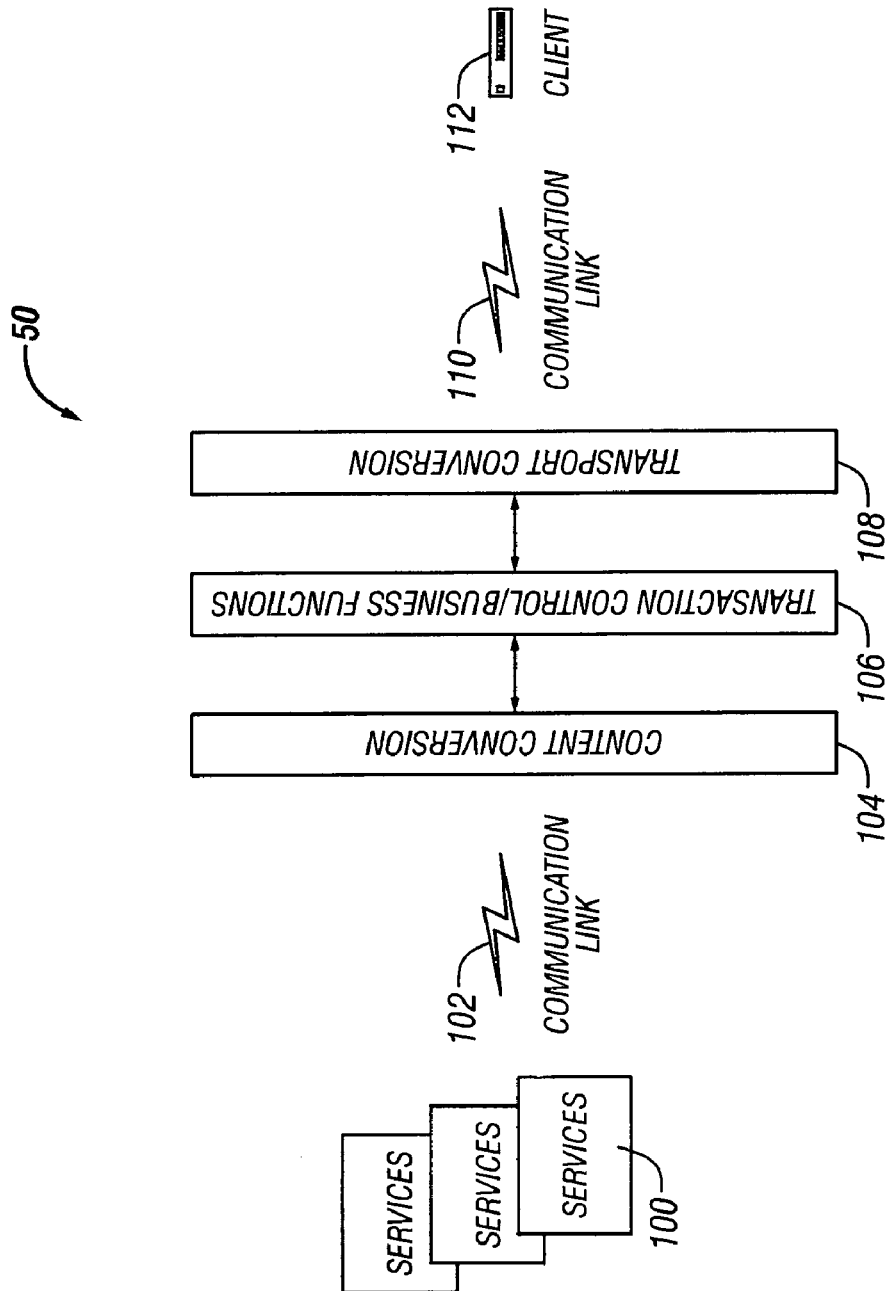 50
SERVICES
SERVICES
SERVICES
100
102
COMMUNICATION
LINK
CONTENT CONVERSION
104
TRANSACTION CONTROL/BUSINESS FUNCTIONS
106
TRANSPORT CONVERSION
108
110
COMMUNICATION
LINK
112
CLIENT